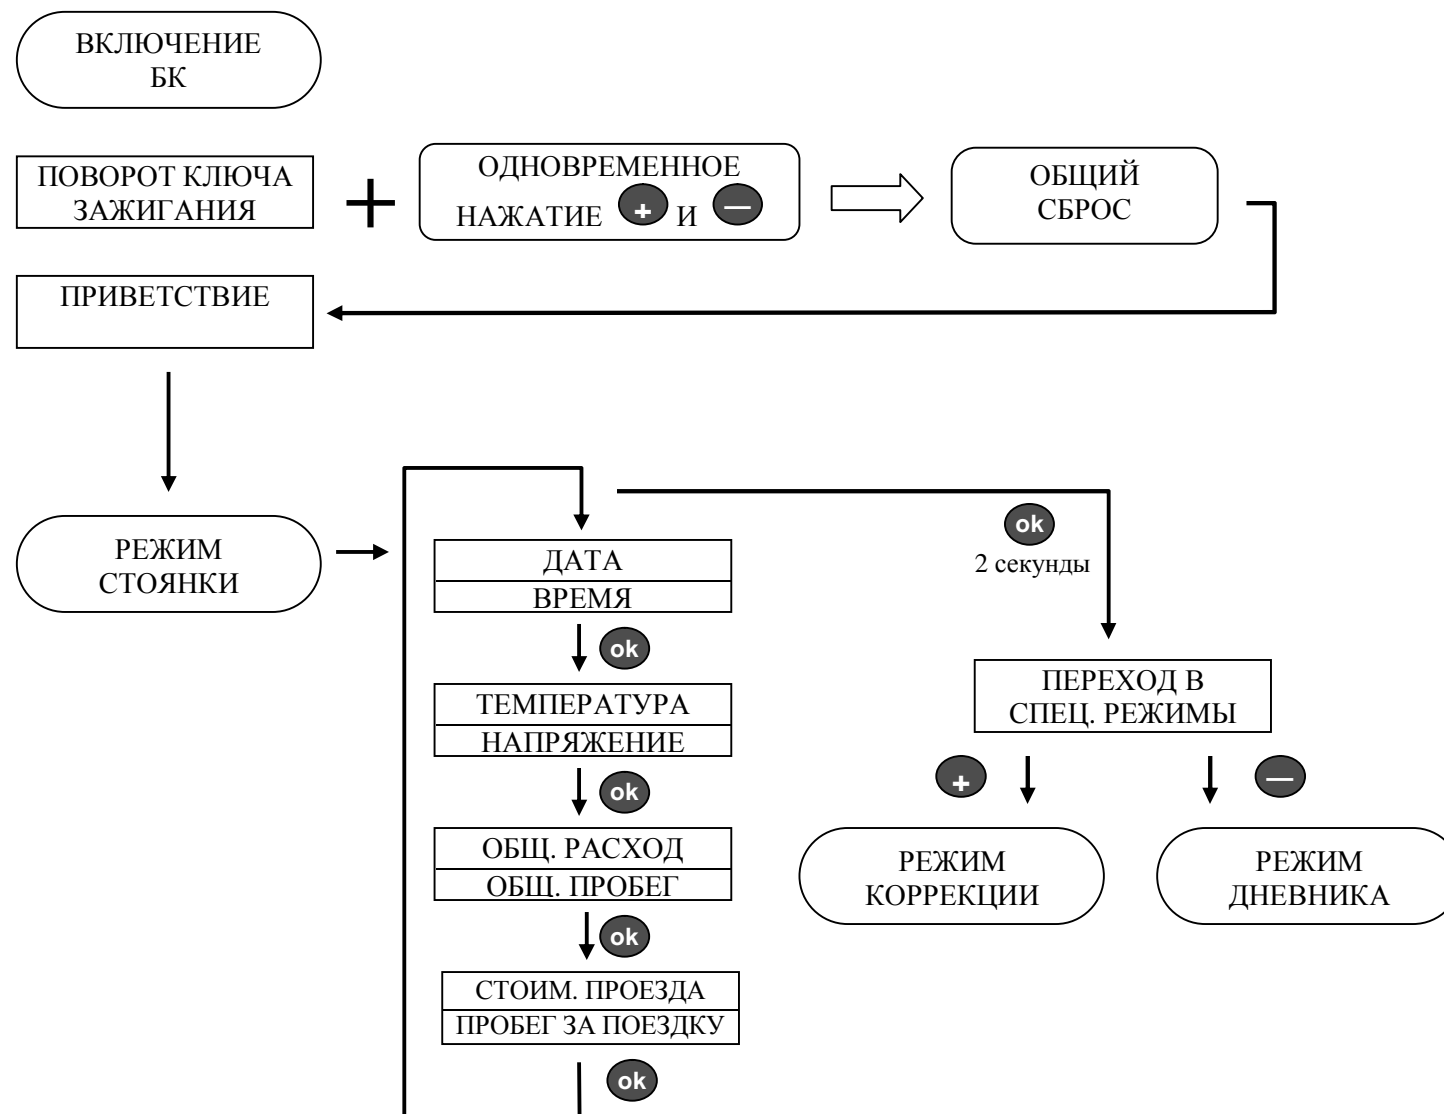 ВКЛЮЧЕНИЕ
БК
ПОВОРОТ КЛЮЧА
ЗАЖИГАНИЯ
+
ОДНОВРЕМЕННОЕ
НАЖАТИЕ + И —
ОБЩИЙ
СБРОС
ПРИВЕТСТВИЕ
РЕЖИМ
СТОЯНКИ
ДАТА
ВРЕМЯ
ok
ТЕМПЕРАТУРА
НАПРЯЖЕНИЕ
ok
ОБЩ. РАСХОД
ОБЩ. ПРОБЕГ
ok
СТОИМ. ПРОЕЗДА
ПРОБЕГ ЗА ПОЕЗДКУ
ok
ok
2 секунды
ПЕРЕХОД В
СПЕЦ. РЕЖИМЫ
+
—
РЕЖИМ
КОРРЕКЦИИ
РЕЖИМ
ДНЕВНИКА